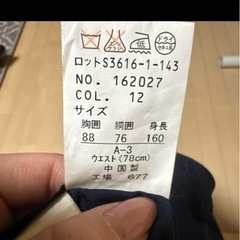 ロットS3616-1-143
NO. 162027
COL. 12
サイズ
胸囲 胴囲 身長
88 76 160
A-3
ウエスト(78cm)
中国製
工場 677